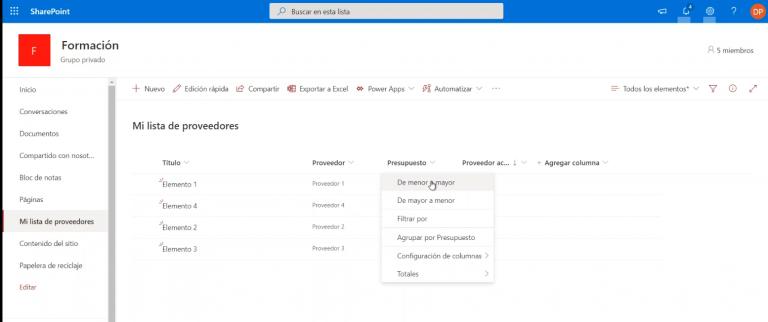 SharePoint
Buscar en esta lista
4
?
DP
F
Formación
Grupo privado
5 miembros
Inicio
Conversaciones
Documentos
Compartido con nosot...
Bloc de notas
Páginas
Mi lista de proveedores
Contenido del sitio
Papelera de reciclaje
Editar
+ Nuevo
Edición rápida
Compartir
Exportar a Excel
Power Apps
Automatizar
...
Todos los elementos*
Mi lista de proveedores
Título Proveedor Presupuesto Proveedor ac... ↓ + Agregar columna
Elemento 1 Proveedor 1
Elemento 4 Proveedor 4
Elemento 2 Proveedor 2
Elemento 3 Proveedor 3
De menor a mayor
De mayor a menor
Filtrar por
Agrupar por Presupuesto
Configuración de columnas
Totales